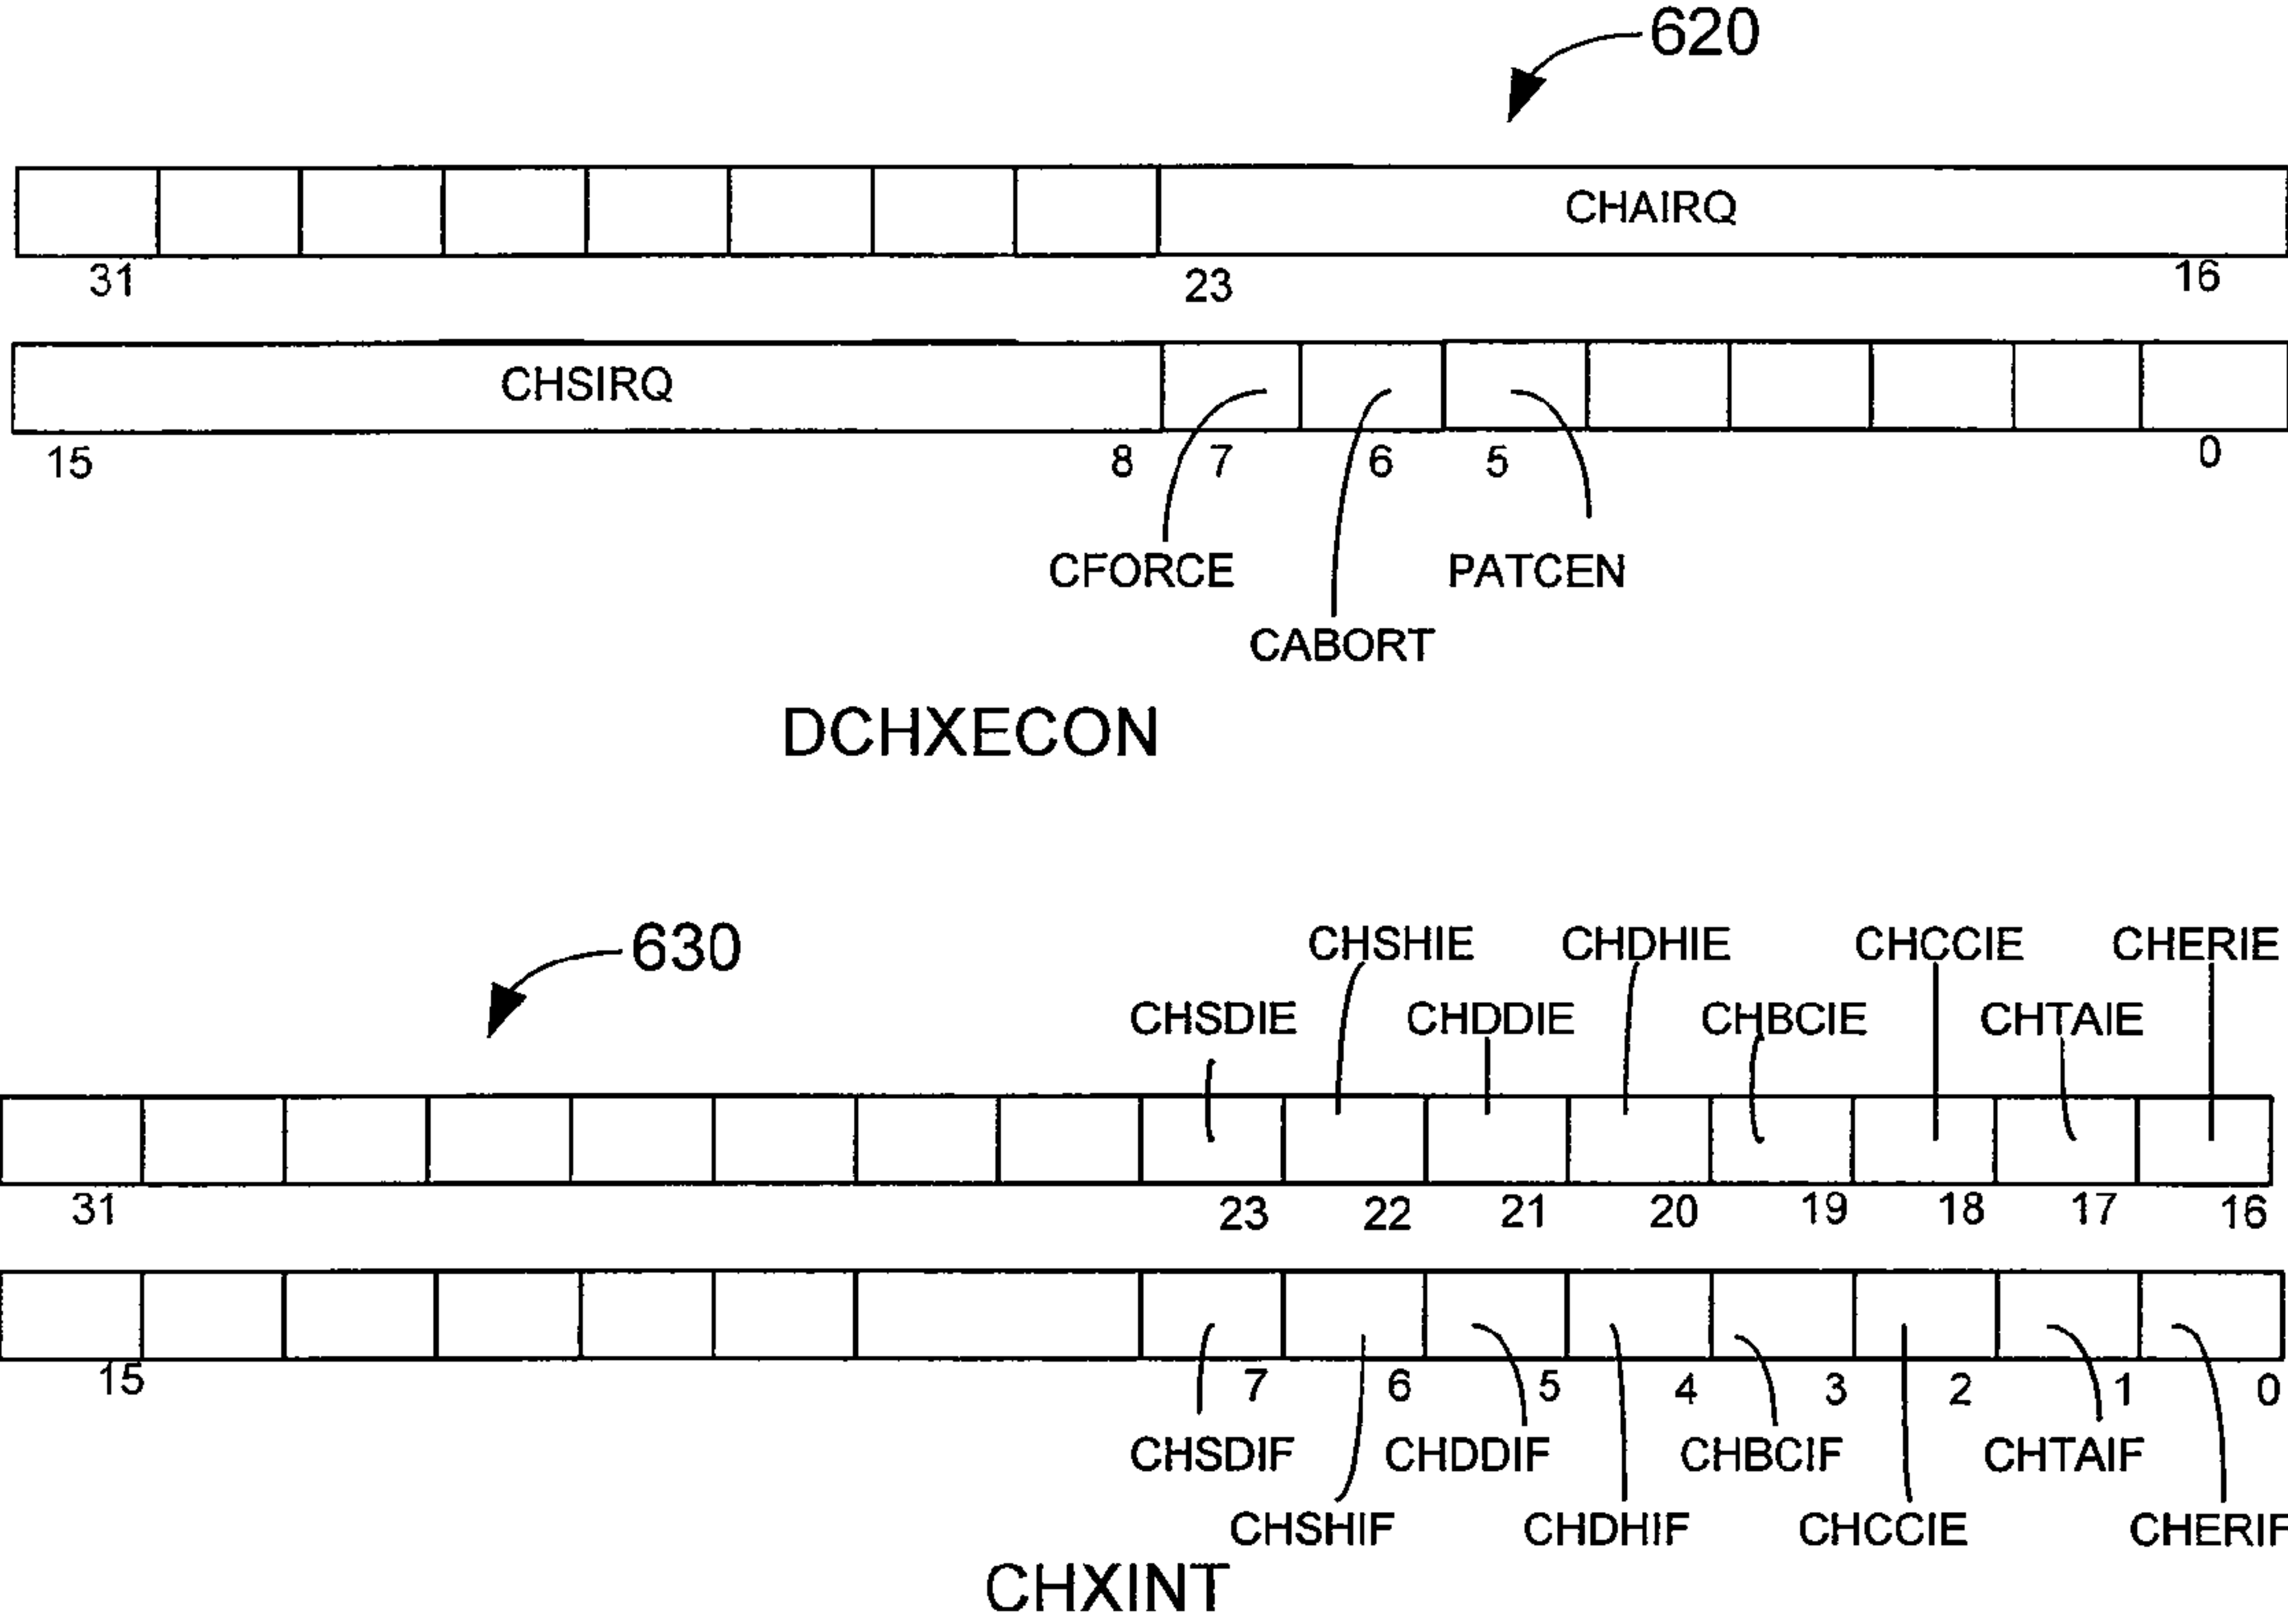 620
CHAIRQ
31 23 16
CHSIRQ
15 8 7 6 5 0
CFORCE PATCEN
CABORT
DCHXECON
630
CHSHIE CHDHIE CHCCIE CHERIE
CHSDIE CHDDIE CHBCIE CHTAIE
31 23 22 21 20 19 18 17 16
15 7 6 5 4 3 2 1 0
CHSDIF CHDDIF CHBCIF CHTAIF
CHSHIF CHDHIF CHCCIE CHERIF
CHXINT